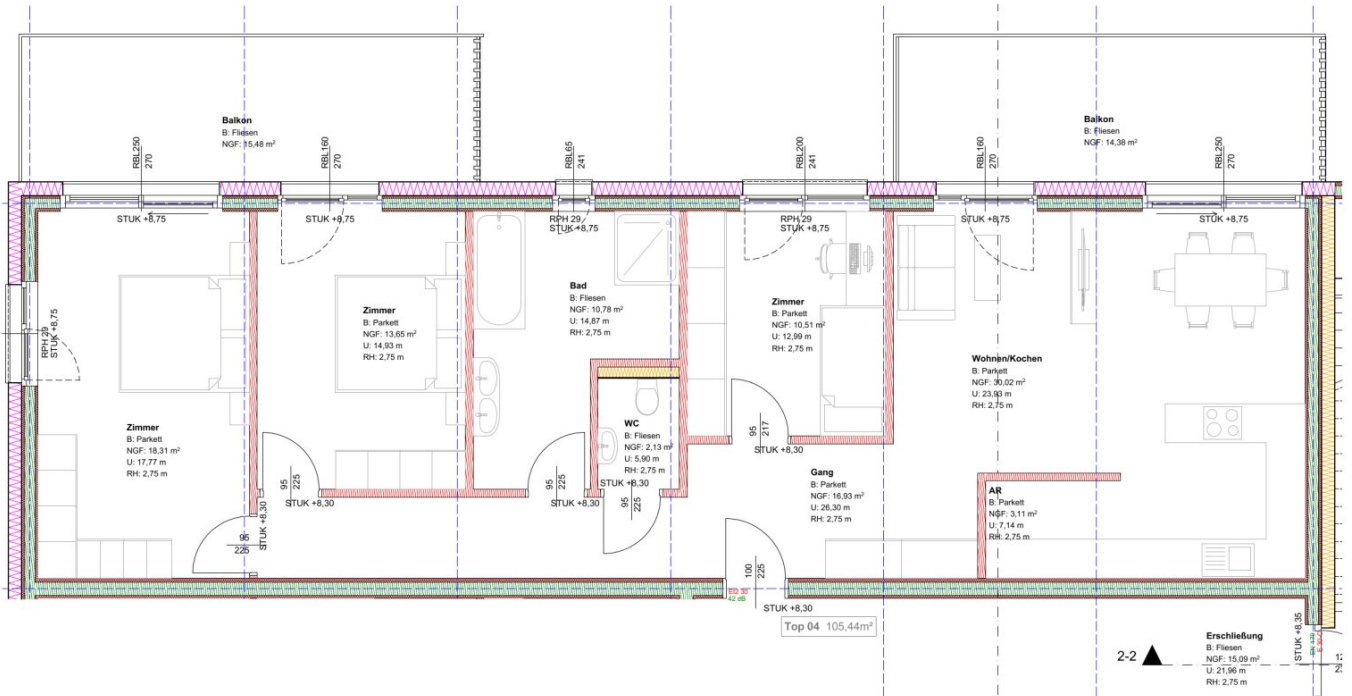 Balkon
B: Fliesen
NGF: 15,48 m²
Balkon
B: Fliesen
NGF: 14,38 m²
RBL250
270
RBL160
270
RBL65
241
RBL200
241
RBL160
270
RBL250
270
STUK +8,75
STUK +8,75
RPH 29
STUK +8,75
RPH 29
STUK +8,75
STUK +8,75
STUK +8,75
RPH 29
STUK +8,75
Zimmer
B: Parkett
NGF: 18,31 m²
U: 17,77 m
RH: 2,75 m
Zimmer
B: Parkett
NGF: 13,65 m²
U: 14,93 m
RH: 2,75 m
Bad
B: Fliesen
NGF: 10,78 m²
U: 14,87 m
RH: 2,75 m
Zimmer
B: Parkett
NGF: 10,51 m²
U: 12,99 m
RH: 2,75 m
Wohnen/Kochen
B: Parkett
NGF: 30,02 m²
U: 23,93 m
RH: 2,75 m
WC
B: Fliesen
NGF: 2,13 m²
U: 5,90 m
RH: 2,75 m
STUK +8,30
Gang
B: Parkett
NGF: 16,93 m²
U: 26,30 m
RH: 2,75 m
AR
B: Parkett
NGF: 3,11 m²
U: 7,14 m
RH: 2,75 m
95
217
STUK +8,30
95
225
STUK +8,30
95
225
STUK +8,30
95
225
95
225
STUK +8,30
100
225
STUK +8,30
EI2 30
42 dB
Top 04 105,44m²
2-2
Erschließung
B: Fliesen
NGF: 15,09 m²
U: 21,96 m
RH: 2,75 m
STUK +8,35